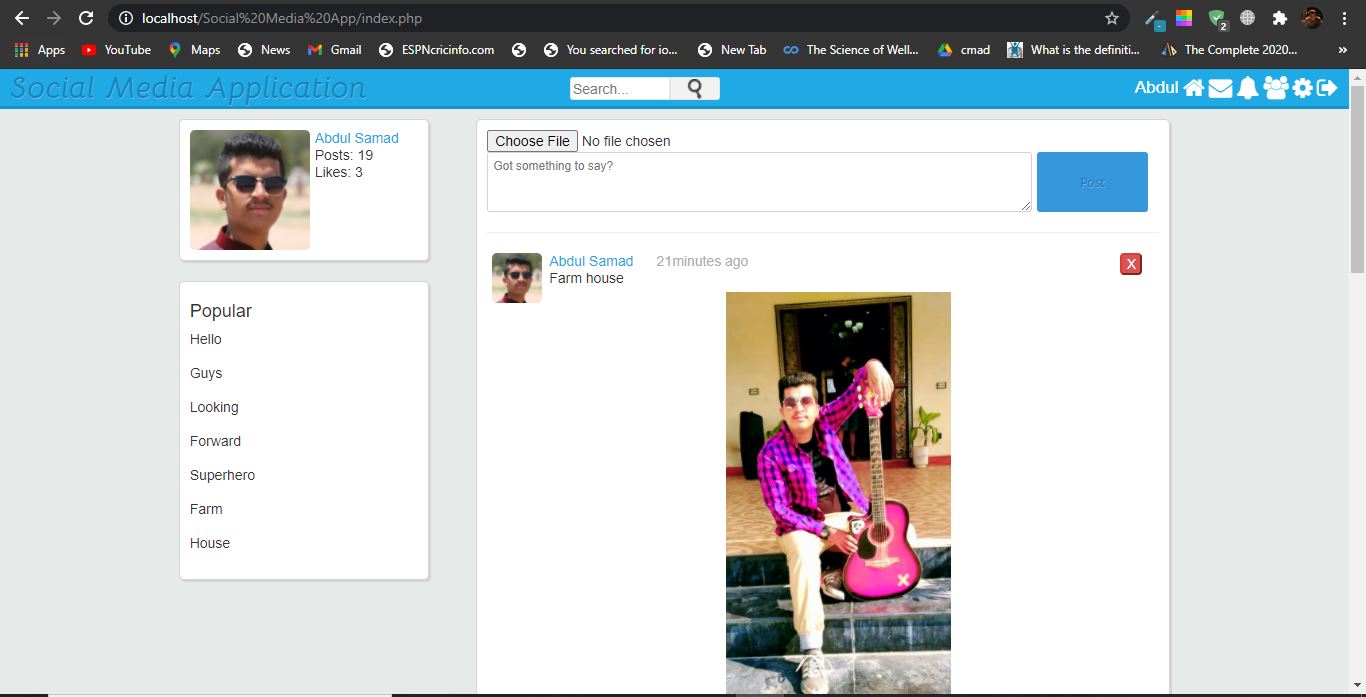 localhost/Social%20Media%20App/index.php
2
Apps YouTube Maps News Gmail ESPNcricinfo.com You searched for io... New Tab The Science of Well... cmad What is the definiti... The Complete 2020... »
Social Media Application Search... Abdul
Abdul Samad
Posts: 19
Likes: 3
Popular
Hello
Guys
Looking
Forward
Superhero
Farm
House
Choose File No file chosen
Got something to say?
Post
Abdul Samad 21minutes ago X
Farm house